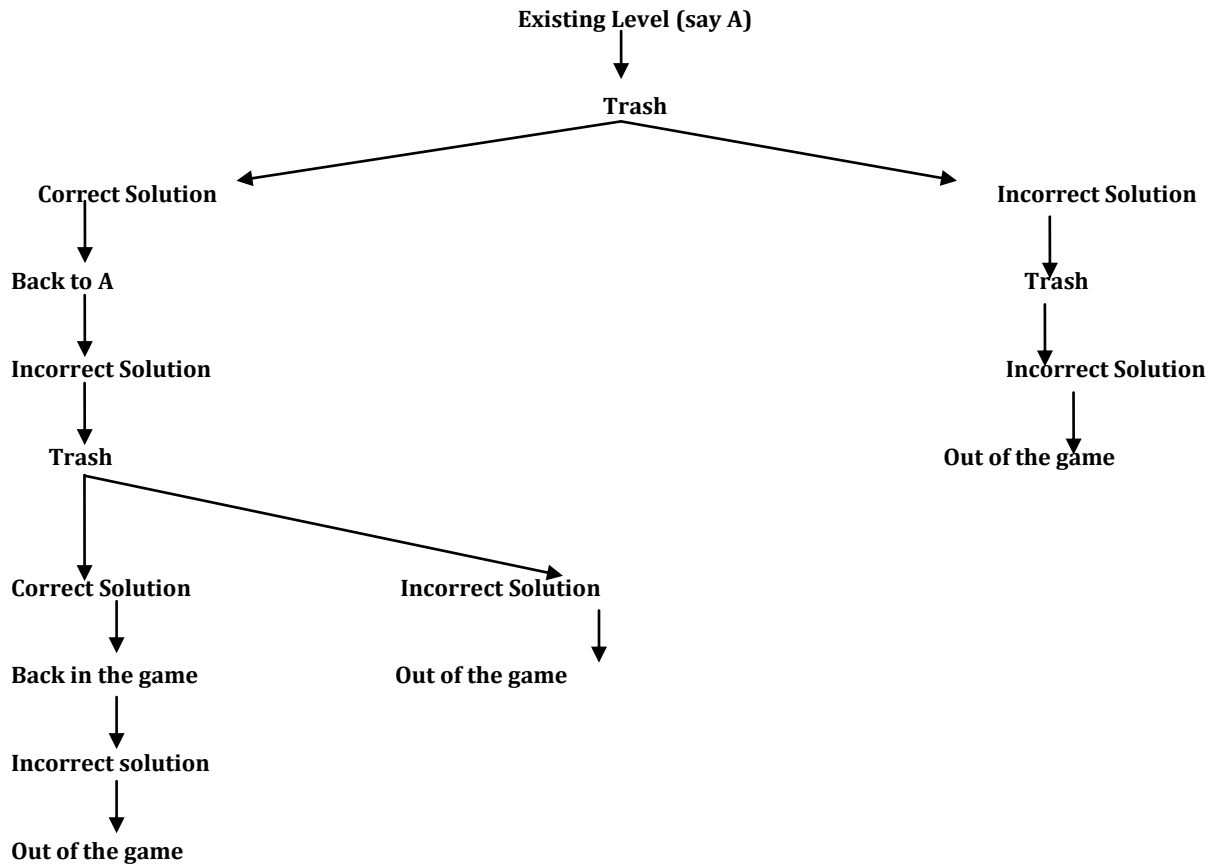 Existing Level (say A)
Trash
Correct Solution
Incorrect Solution
Back to A
Trash
Incorrect Solution
Incorrect Solution
Trash
Out of the game
Correct Solution
Incorrect Solution
Back in the game
Out of the game
Incorrect solution
Out of the game